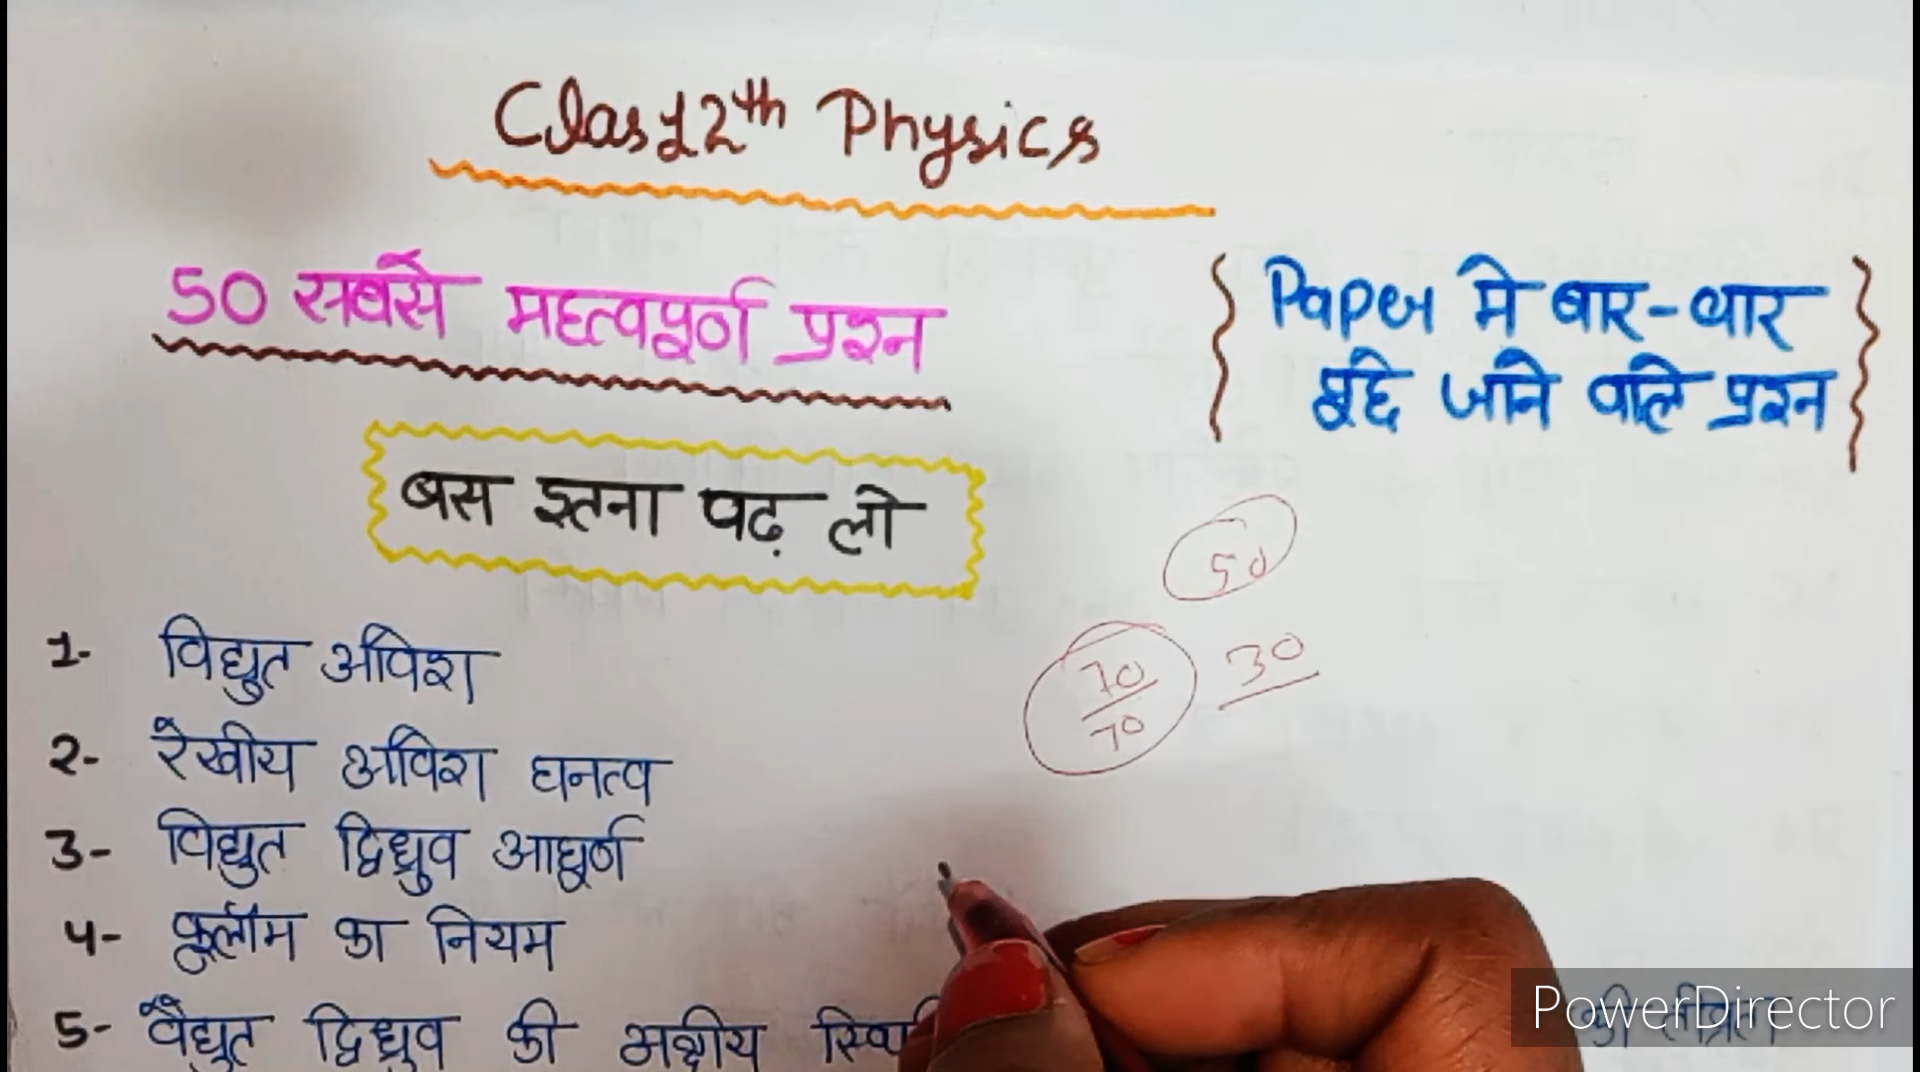 Class 12th Physics
50 सबसे महत्वपूर्ण प्रश्न
{ Paper मे बार-बार
पूछे जाने वाले प्रश्न }
बस इतना पढ़ लो
50
70/70 30
1- विद्युत आवेश
2- रेखीय आवेश घनत्व
3- विद्युत द्विध्रुव आघूर्ण
4- कूलॉम का नियम
5- वैद्युत द्विध्रुव की अक्षीय की तीव्रता
PowerDirector